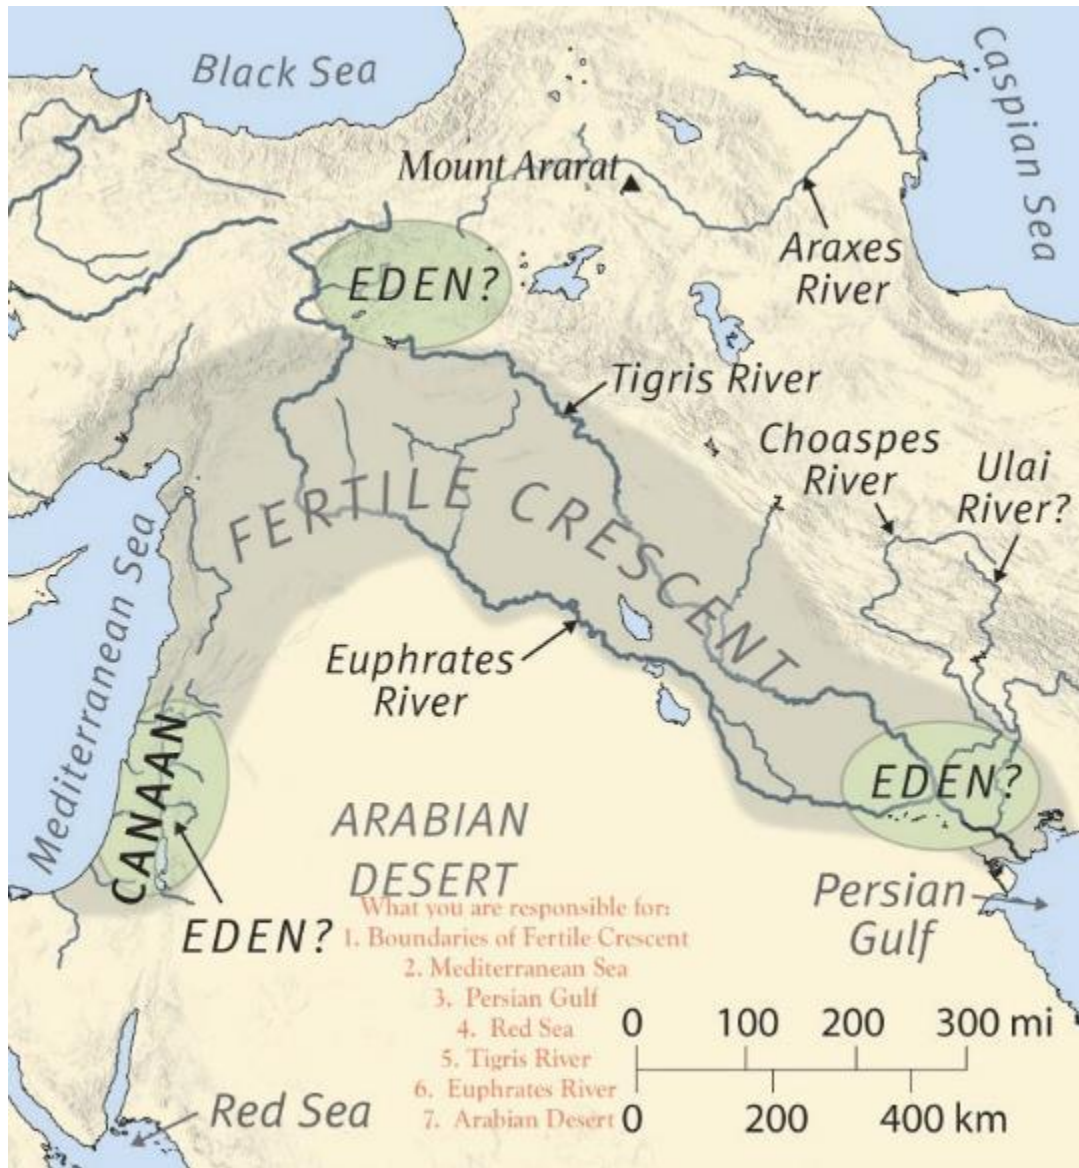 Black Sea
Caspian Sea
Mount Ararat
Araxes
River
EDEN?
Tigris River
Choaspes
River
Ulai
River?
FERTILE CRESCENT
Mediterranean Sea
Euphrates
River
CANAAN
EDEN?
ARABIAN
DESERT
EDEN?
Persian
Gulf
What you are responsible for:
1. Boundaries of Fertile Crescent
2. Mediterranean Sea
3. Persian Gulf
4. Red Sea
5. Tigris River
6. Euphrates River
7. Arabian Desert
0 100 200 300 mi
0 200 400 km
Red Sea